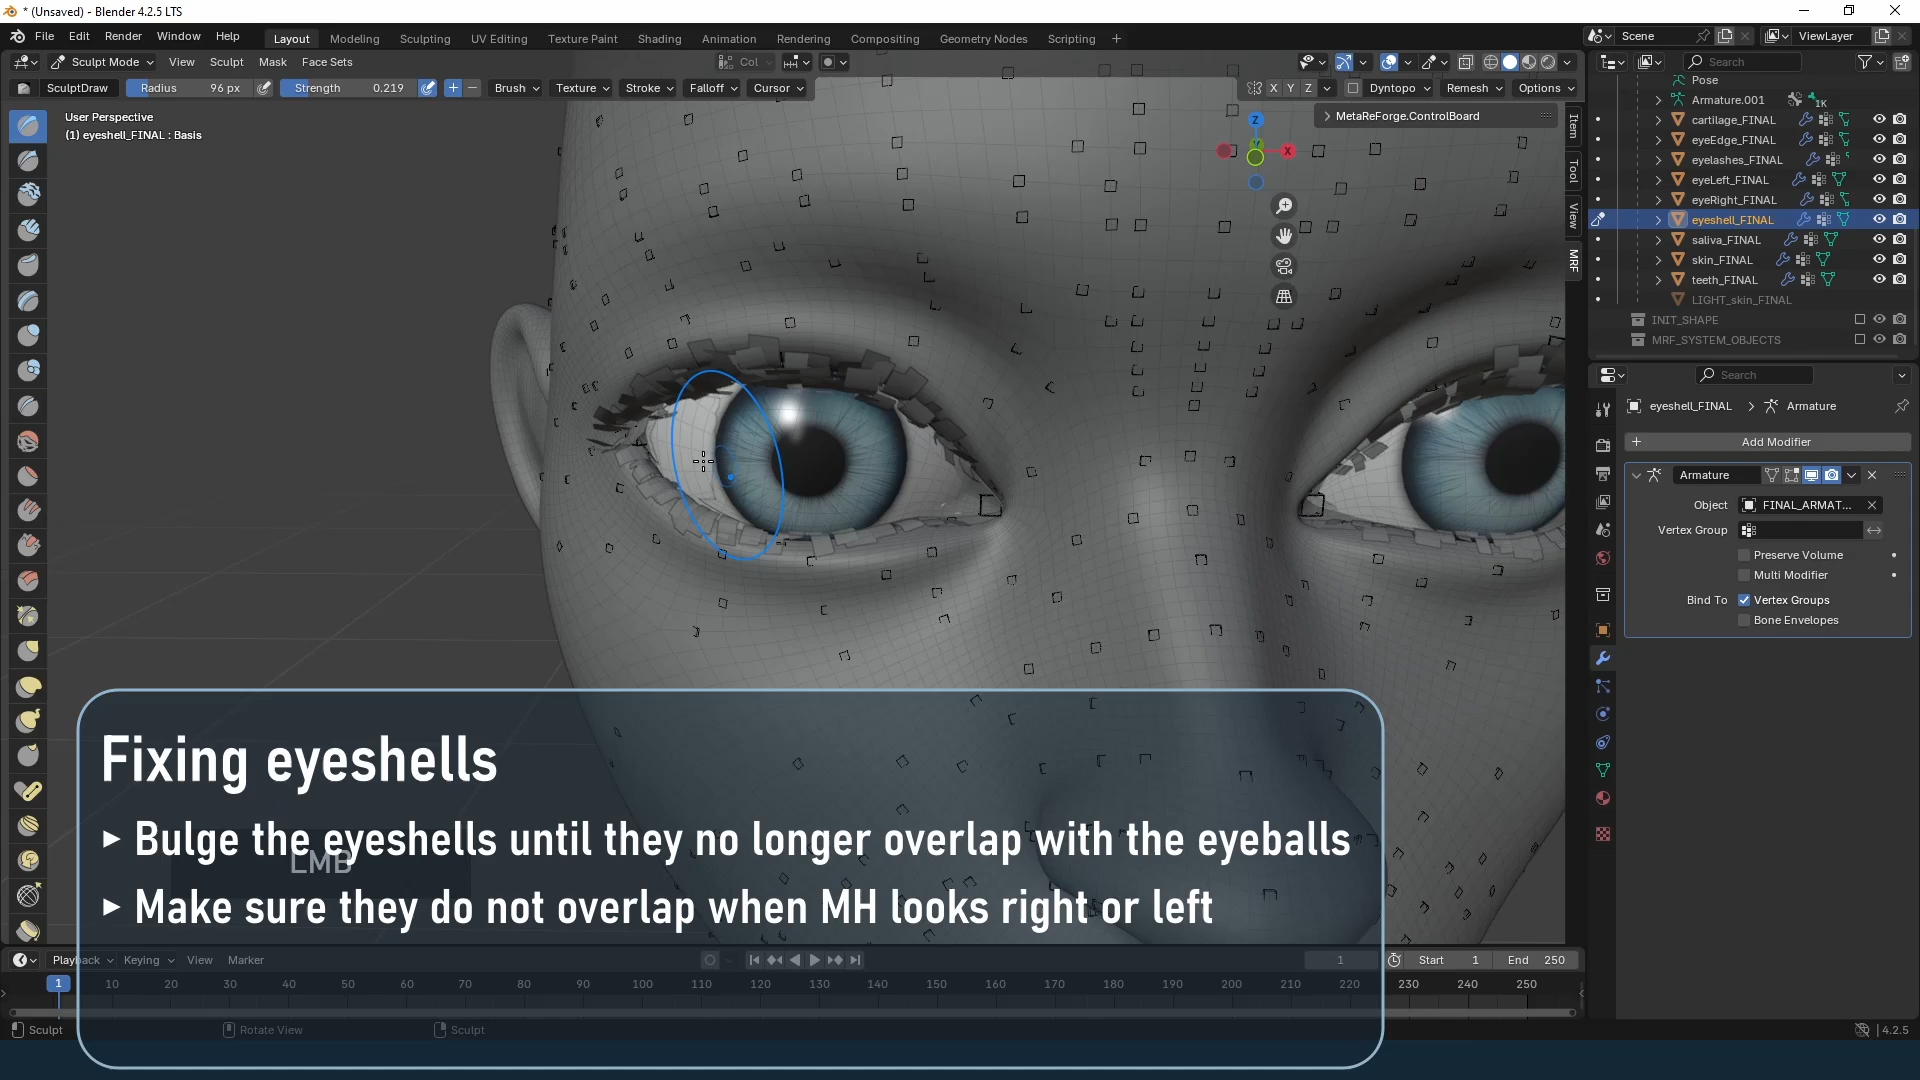 * (Unsaved) - Blender 4.2.5 LTS
File Edit Render Window Help Layout Modeling Sculpting UV Editing Texture Paint Shading Animation Rendering Compositing Geometry Nodes Scripting + Scene ViewLayer
Sculpt Mode View Sculpt Mask Face Sets Col
SculptDraw Radius 96 px Strength 0.219 + − Brush Texture Stroke Falloff Cursor X Y Z Dyntopo Remesh Options
User Perspective
(1) eyeshell_FINAL : Basis
MetaReForge.ControlBoard
Z
X
Item
Tool
View
MRF
Search
Pose
Armature.001 1K
cartilage_FINAL
eyeEdge_FINAL
eyelashes_FINAL
eyeLeft_FINAL
eyeRight_FINAL
eyeshell_FINAL
saliva_FINAL
skin_FINAL
teeth_FINAL
LIGHT_skin_FINAL
INIT_SHAPE
MRF_SYSTEM_OBJECTS
Search
eyeshell_FINAL > Armature
+ Add Modifier
Armature
Object FINAL_ARMAT...
Vertex Group
Preserve Volume
Multi Modifier
Bind To Vertex Groups
Bone Envelopes
Fixing eyeshells
▸ Bulge the eyeshells until they no longer overlap with the eyeballs
LMB
▸ Make sure they do not overlap when MH looks right or left
Playback Keying View Marker 1 Start 1 End 250
1 10 20 30 40 50 60 70 80 90 100 110 120 130 140 150 160 170 180 190 200 210 220 230 240 250
Sculpt Rotate View Sculpt 4.2.5